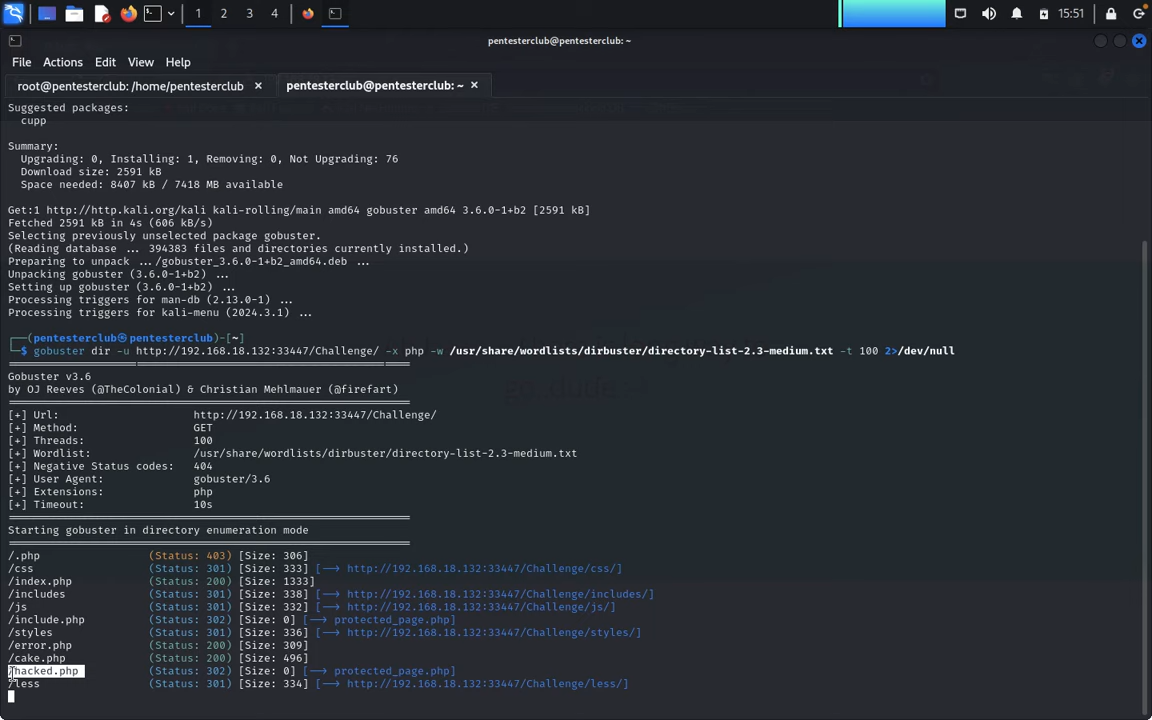 1 2 3 4 15:51
pentesterclub@pentesterclub: ~
File Actions Edit View Help
root@pentesterclub: /home/pentesterclub × pentesterclub@pentesterclub: ~ ×
Suggested packages:
cupp
Summary:
Upgrading: 0, Installing: 1, Removing: 0, Not Upgrading: 76
Download size: 2591 kB
Space needed: 8407 kB / 7418 MB available
Get:1 http://http.kali.org/kali kali-rolling/main amd64 gobuster amd64 3.6.0-1+b2 [2591 kB]
Fetched 2591 kB in 4s (606 kB/s)
Selecting previously unselected package gobuster.
(Reading database ... 394383 files and directories currently installed.)
Preparing to unpack .../gobuster_3.6.0-1+b2_amd64.deb ...
Unpacking gobuster (3.6.0-1+b2) ...
Setting up gobuster (3.6.0-1+b2) ...
Processing triggers for man-db (2.13.0-1) ...
Processing triggers for kali-menu (2024.3.1) ...
┌──(pentesterclub㉿pentesterclub)-[~]
└─$ gobuster dir -u http://192.168.18.132:33447/Challenge/ -x php -w /usr/share/wordlists/dirbuster/directory-list-2.3-medium.txt -t 100 2>/dev/null
Gobuster v3.6
by OJ Reeves (@TheColonial) & Christian Mehlmauer (@firefart)
[+] Url: http://192.168.18.132:33447/Challenge/
[+] Method: GET
[+] Threads: 100
[+] Wordlist: /usr/share/wordlists/dirbuster/directory-list-2.3-medium.txt
[+] Negative Status codes: 404
[+] User Agent: gobuster/3.6
[+] Extensions: php
[+] Timeout: 10s
Starting gobuster in directory enumeration mode
/.php (Status: 403) [Size: 306]
/css (Status: 301) [Size: 333] [--> http://192.168.18.132:33447/Challenge/css/]
/index.php (Status: 200) [Size: 1333]
/includes (Status: 301) [Size: 338] [--> http://192.168.18.132:33447/Challenge/includes/]
/js (Status: 301) [Size: 332] [--> http://192.168.18.132:33447/Challenge/js/]
/include.php (Status: 302) [Size: 0] [--> protected_page.php]
/styles (Status: 301) [Size: 336] [--> http://192.168.18.132:33447/Challenge/styles/]
/error.php (Status: 200) [Size: 309]
/cake.php (Status: 200) [Size: 496]
/hacked.php (Status: 302) [Size: 0] [--> protected_page.php]
/less (Status: 301) [Size: 334] [--> http://192.168.18.132:33447/Challenge/less/]